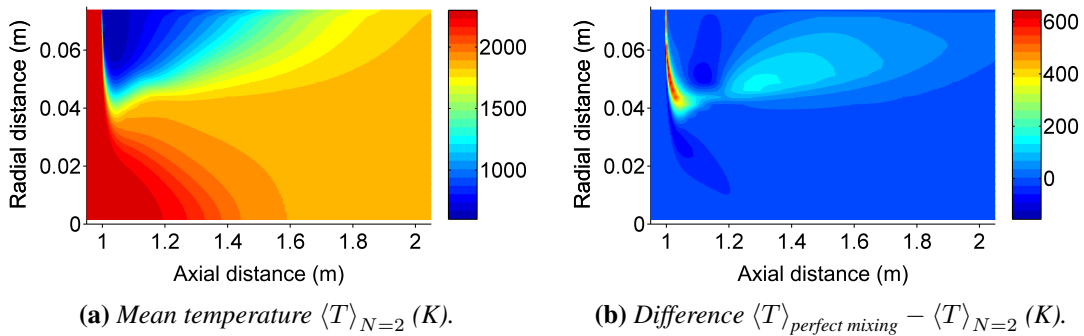 0.06
0.04
0.02
0
Radial distance (m)
1 1.2 1.4 1.6 1.8 2
Axial distance (m)
2000
1500
1000
(a) Mean temperature ⟨T⟩N=2 (K).
0.06
0.04
0.02
0
Radial distance (m)
1 1.2 1.4 1.6 1.8 2
Axial distance (m)
600
400
200
0
(b) Difference ⟨T⟩perfect mixing − ⟨T⟩N=2 (K).